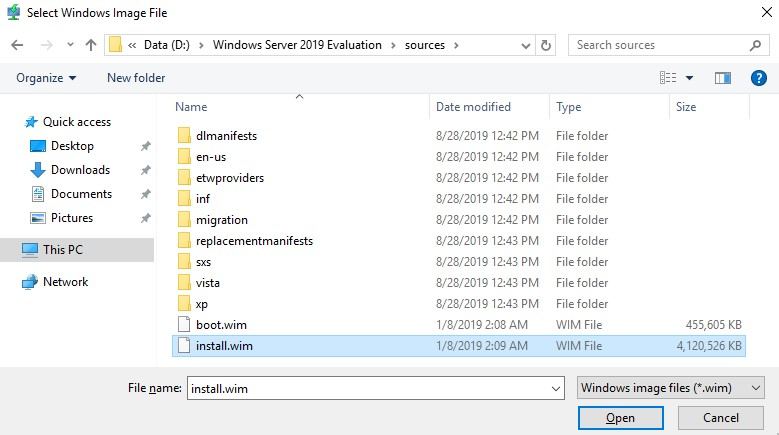 Select Windows Image File
« Data (D:) > Windows Server 2019 Evaluation > sources >
Search sources
Organize
New folder
Name Date modified Type Size
Quick access
Desktop
Downloads
Documents
Pictures
This PC
Network
dlmanifests 8/28/2019 12:42 PM File folder
en-us 8/28/2019 12:42 PM File folder
etwproviders 8/28/2019 12:42 PM File folder
inf 8/28/2019 12:42 PM File folder
migration 8/28/2019 12:42 PM File folder
replacementmanifests 8/28/2019 12:43 PM File folder
sxs 8/28/2019 12:43 PM File folder
vista 8/28/2019 12:43 PM File folder
xp 8/28/2019 12:43 PM File folder
boot.wim 1/8/2019 2:08 AM WIM File 455,605 KB
install.wim 1/8/2019 2:09 AM WIM File 4,120,526 KB
File name: install.wim Windows image files (*.wim)
Open Cancel